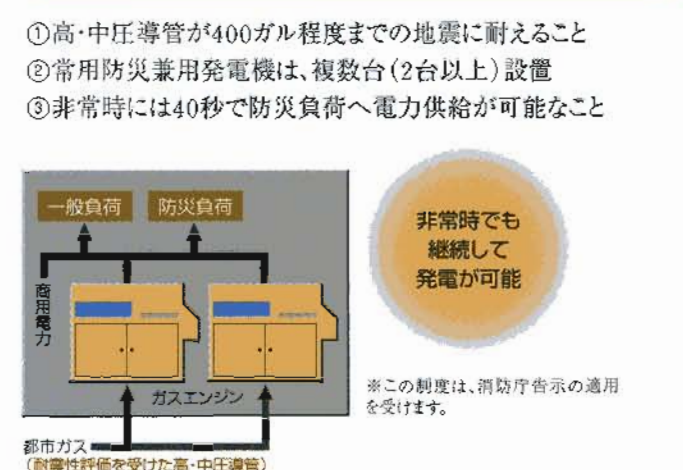 ①高・中圧導管が400ガル程度までの地震に耐えること
②常用防災兼用発電機は、複数台(2台以上)設置
③非常時には40秒で防災負荷へ電力供給が可能なこと
一般負荷
防災負荷
商用電力
ガスエンジン
都市ガス
(耐震性評価を受けた高・中圧導管)
非常時でも
継続して
発電が可能
※この制度は、消防庁告示の適用
を受けます。